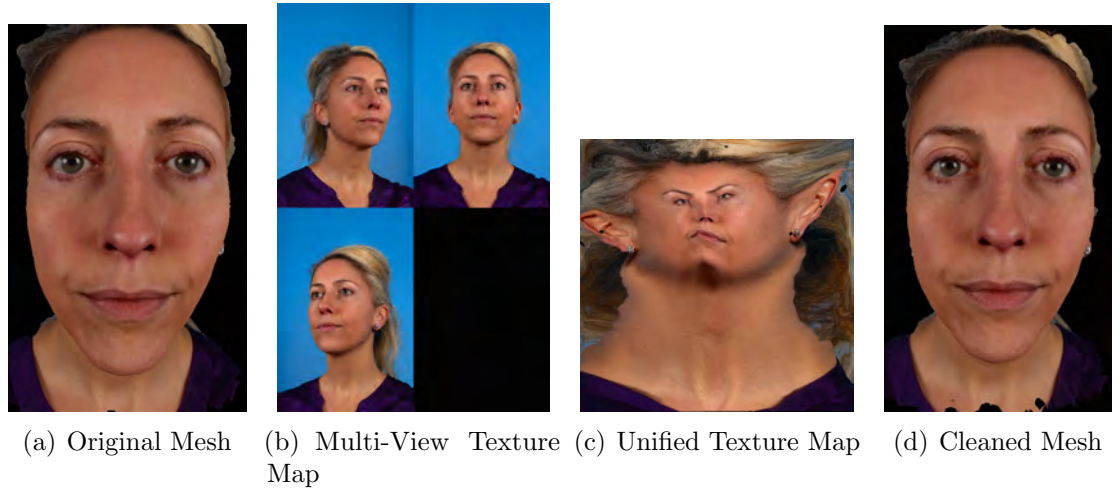 (a) Original Mesh
(b) Multi-View Texture
Map
(c) Unified Texture Map
(d) Cleaned Mesh